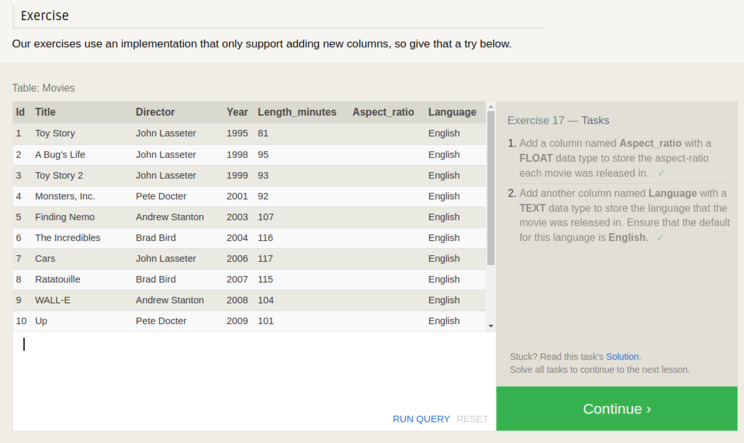 Exercise
Our exercises use an implementation that only support adding new columns, so give that a try below.
Table: Movies
Id Title Director Year Length_minutes Aspect_ratio Language
1 Toy Story John Lasseter 1995 81 English
2 A Bug's Life John Lasseter 1998 95 English
3 Toy Story 2 John Lasseter 1999 93 English
4 Monsters, Inc. Pete Docter 2001 92 English
5 Finding Nemo Andrew Stanton 2003 107 English
6 The Incredibles Brad Bird 2004 116 English
7 Cars John Lasseter 2006 117 English
8 Ratatouille Brad Bird 2007 115 English
9 WALL-E Andrew Stanton 2008 104 English
10 Up Pete Docter 2009 101 English
RUN QUERY RESET
Exercise 17 — Tasks
1. Add a column named Aspect_ratio with a
FLOAT data type to store the aspect-ratio
each movie was released in. ✓
2. Add another column named Language with a
TEXT data type to store the language that the
movie was released in. Ensure that the default
for this language is English. ✓
Stuck? Read this task's Solution.
Solve all tasks to continue to the next lesson.
Continue ›